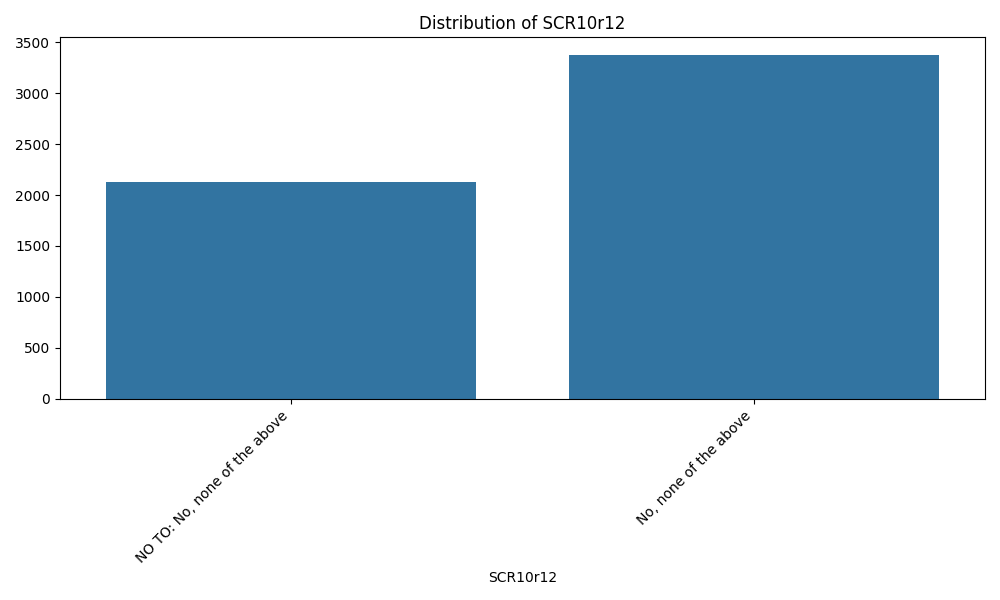 Distribution of SCR10r12
3500
3000
2500
2000
1500
1000
500
0
NO TO: No, none of the above
No, none of the above
SCR10r12